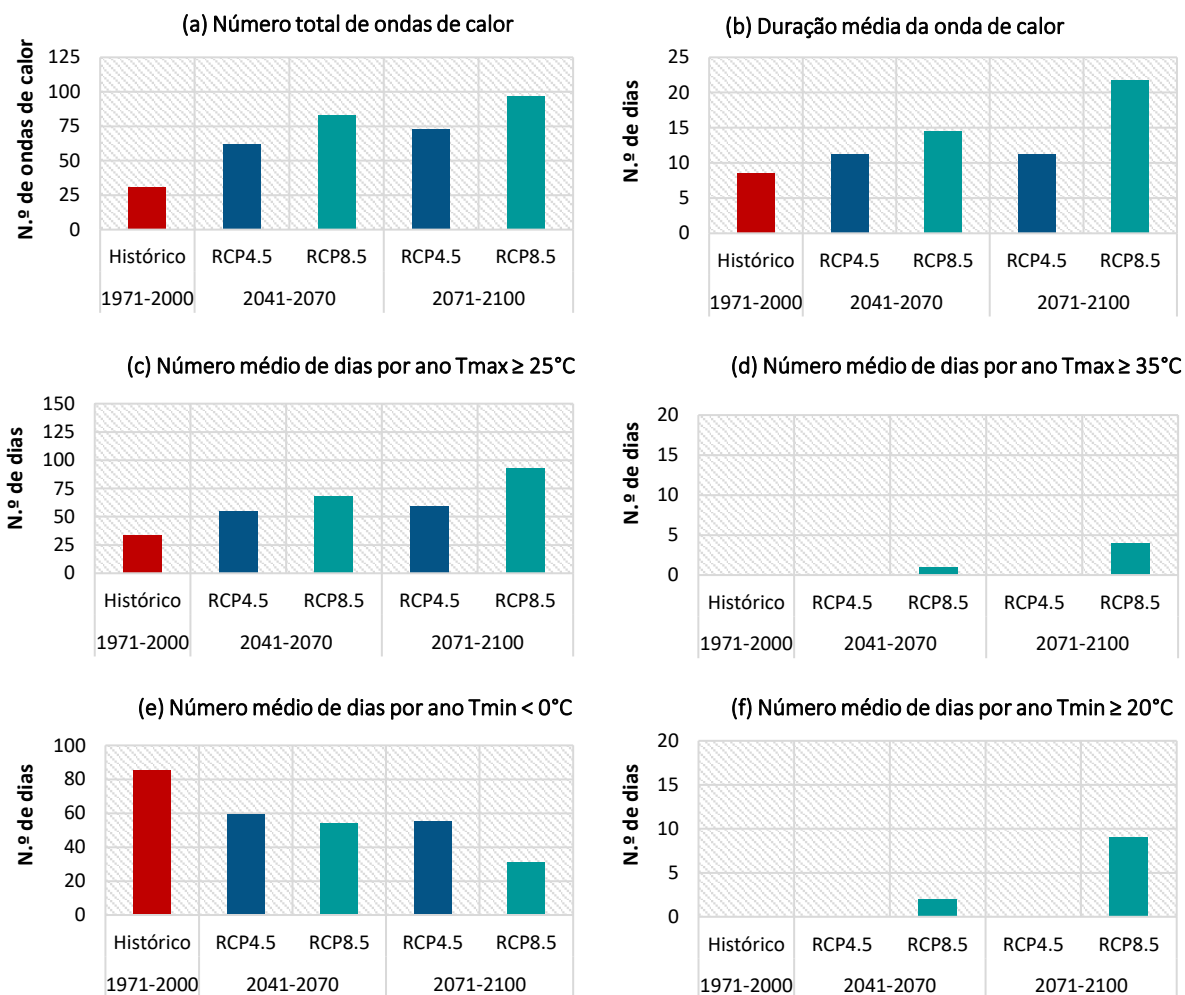 (a) Número total de ondas de calor
N.º de ondas de calor
125
100
75
50
25
0
Histórico RCP4.5 RCP8.5 RCP4.5 RCP8.5
1971-2000 2041-2070 2071-2100
(b) Duração média da onda de calor
N.º de dias
25
20
15
10
5
0
Histórico RCP4.5 RCP8.5 RCP4.5 RCP8.5
1971-2000 2041-2070 2071-2100
(c) Número médio de dias por ano Tmax ≥ 25°C
N.º de dias
150
125
100
75
50
25
0
Histórico RCP4.5 RCP8.5 RCP4.5 RCP8.5
1971-2000 2041-2070 2071-2100
(d) Número médio de dias por ano Tmax ≥ 35°C
N.º de dias
20
15
10
5
0
Histórico RCP4.5 RCP8.5 RCP4.5 RCP8.5
1971-2000 2041-2070 2071-2100
(e) Número médio de dias por ano Tmin < 0°C
N.º de dias
100
80
60
40
20
0
Histórico RCP4.5 RCP8.5 RCP4.5 RCP8.5
1971-2000 2041-2070 2071-2100
(f) Número médio de dias por ano Tmin ≥ 20°C
N.º de dias
20
15
10
5
0
Histórico RCP4.5 RCP8.5 RCP4.5 RCP8.5
1971-2000 2041-2070 2071-2100